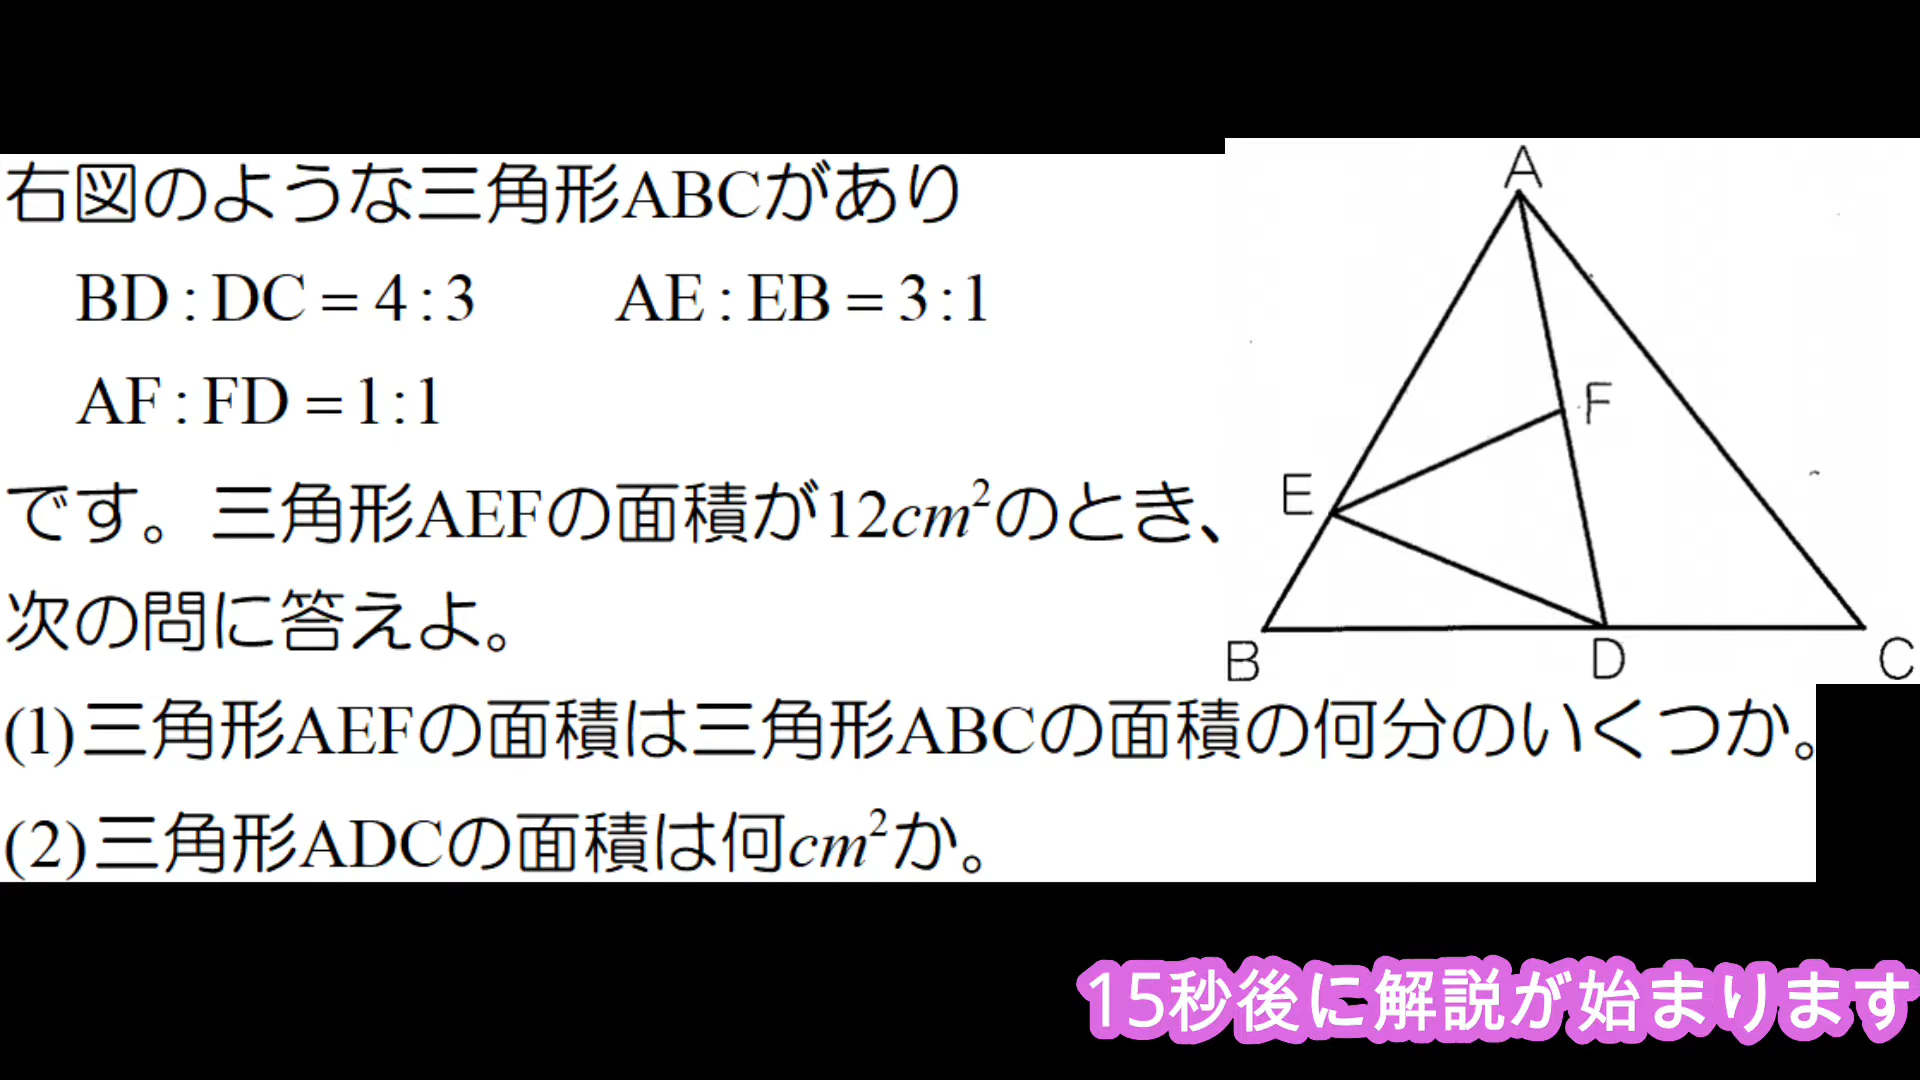 右図のような三角形ABCがあり
BD : DC = 4 : 3　　AE : EB = 3 : 1
AF : FD = 1 : 1
です。三角形AEFの面積が12cm²のとき、
次の問に答えよ。
(1)三角形AEFの面積は三角形ABCの面積の何分のいくつか。
(2)三角形ADCの面積は何cm²か。
A
F
E
B
D
C
15秒後に解説が始まります